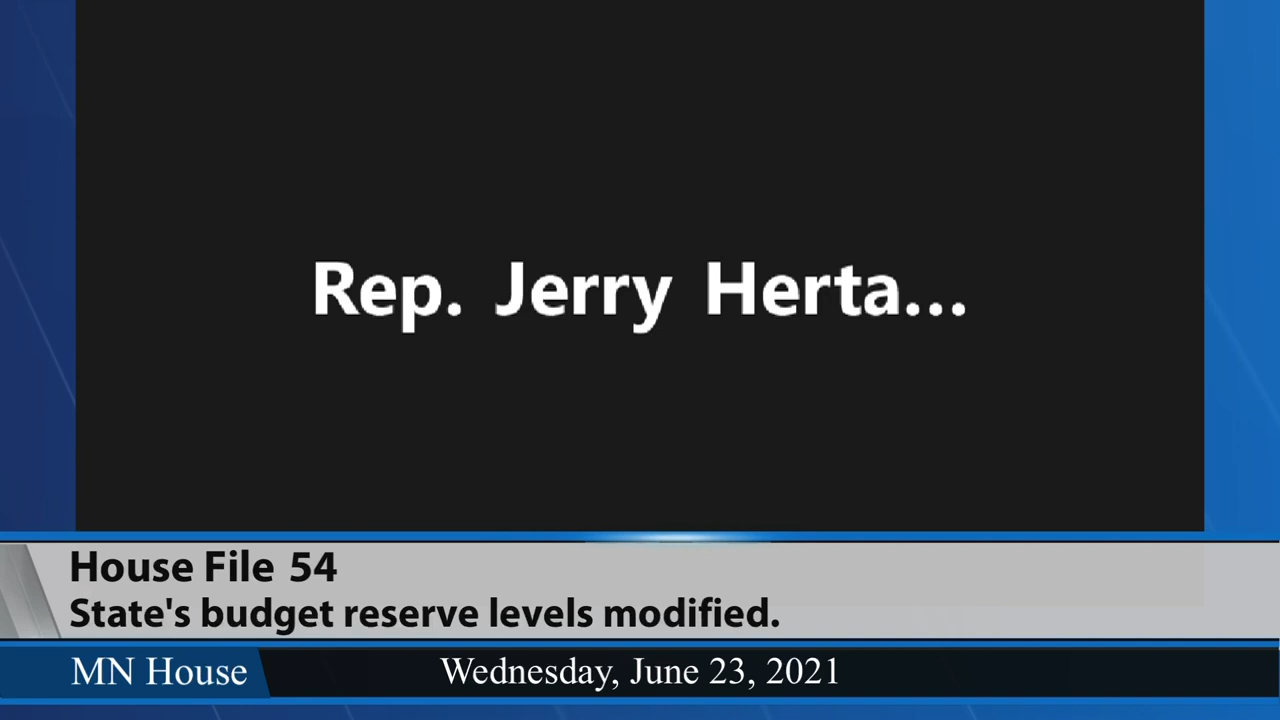 Rep. Jerry Herta...
House File 54
State's budget reserve levels modified.
MN House Wednesday, June 23, 2021